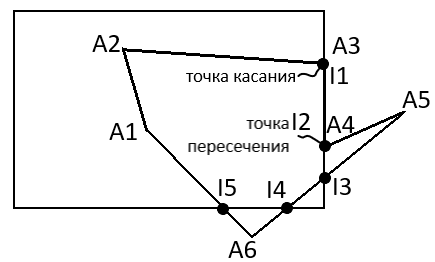 A2
A3
точка касания I1
A5
точка I2 A4
пересечения
A1
I3
I5
I4
A6